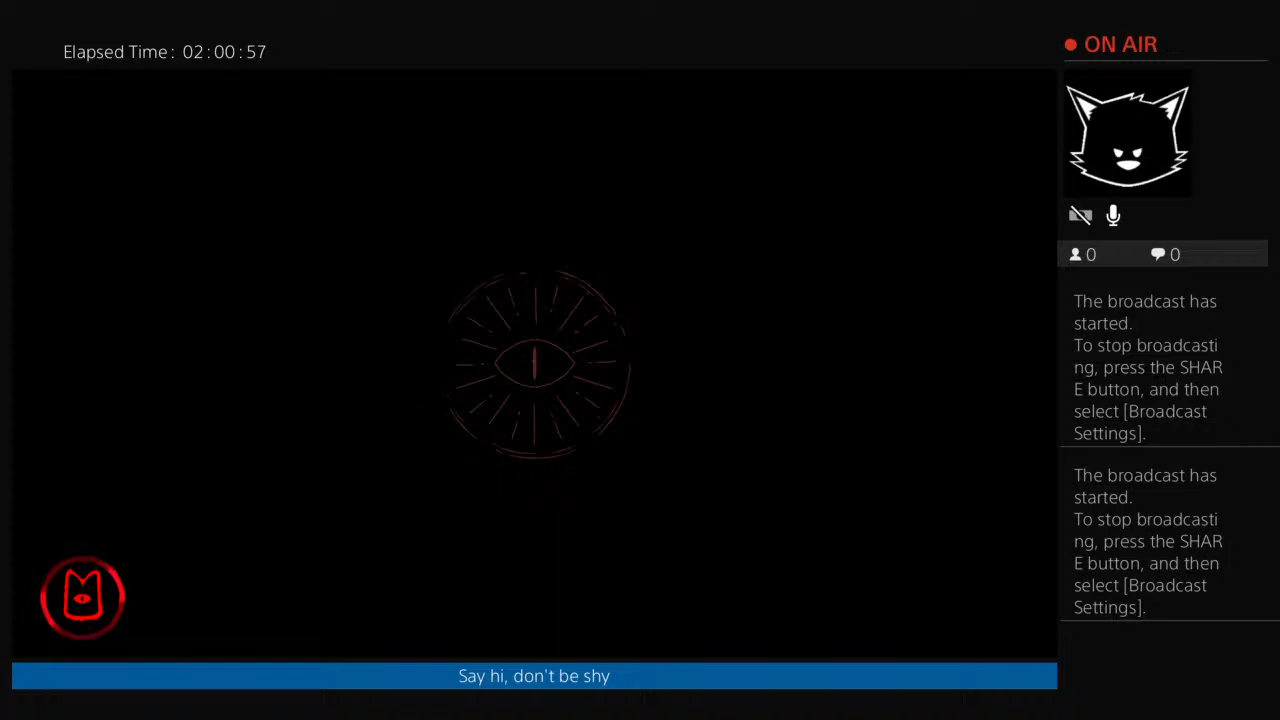 Elapsed Time: 02:00:57
ON AIR
0
0
The broadcast has
started.
To stop broadcasti
ng, press the SHAR
E button, and then
select [Broadcast
Settings].
The broadcast has
started.
To stop broadcasti
ng, press the SHAR
E button, and then
select [Broadcast
Settings].
Say hi, don't be shy